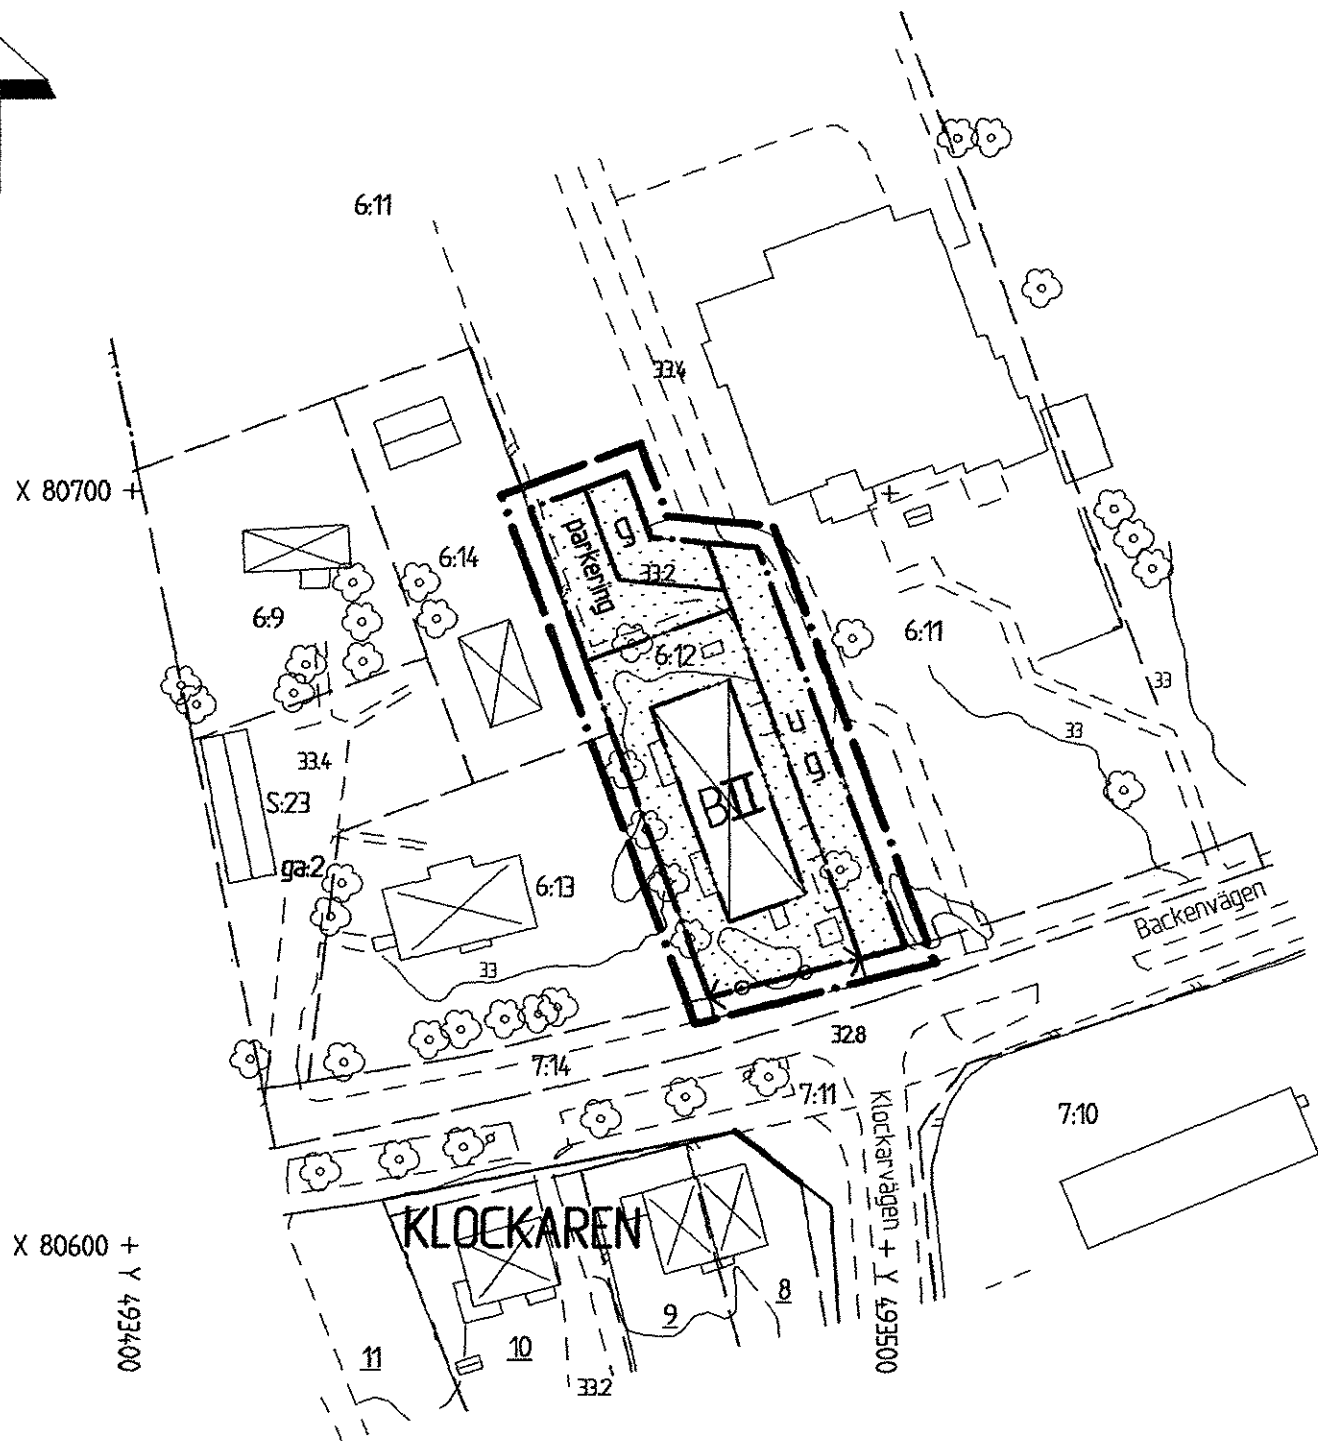 6:11
33.4
X 80700
parkering
g
6:14
33.2
6:9
6:12
6:11
33
33
u
g
33.4
S:23
BII
ga:2
6:13
Backenvägen
33
32.8
7:14
7:11
7:10
Klockarvägen
KLOCKAREN
X 80600
Y 493400
Y 493500
8
9
10
11
33.2